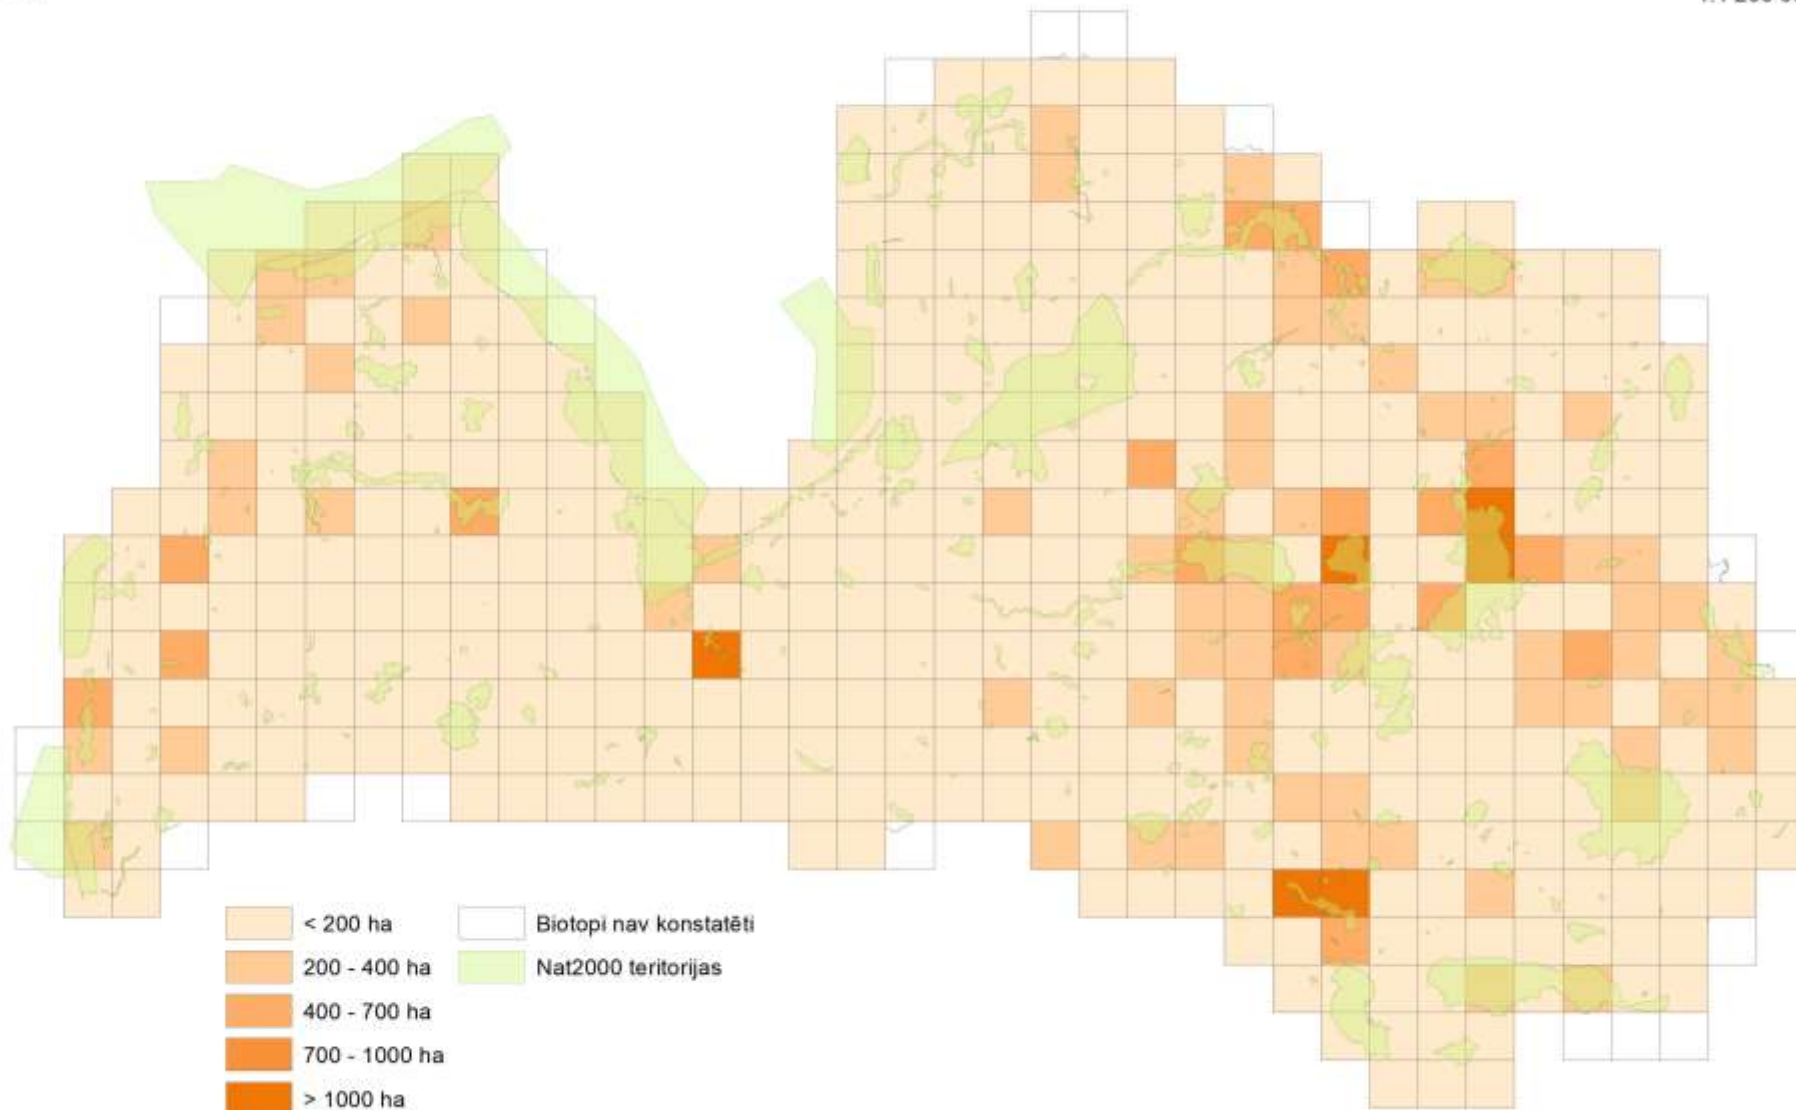 < 200 ha
200 - 400 ha
400 - 700 ha
700 - 1000 ha
> 1000 ha
Biotopi nav konstatēti
Nat2000 teritorijas